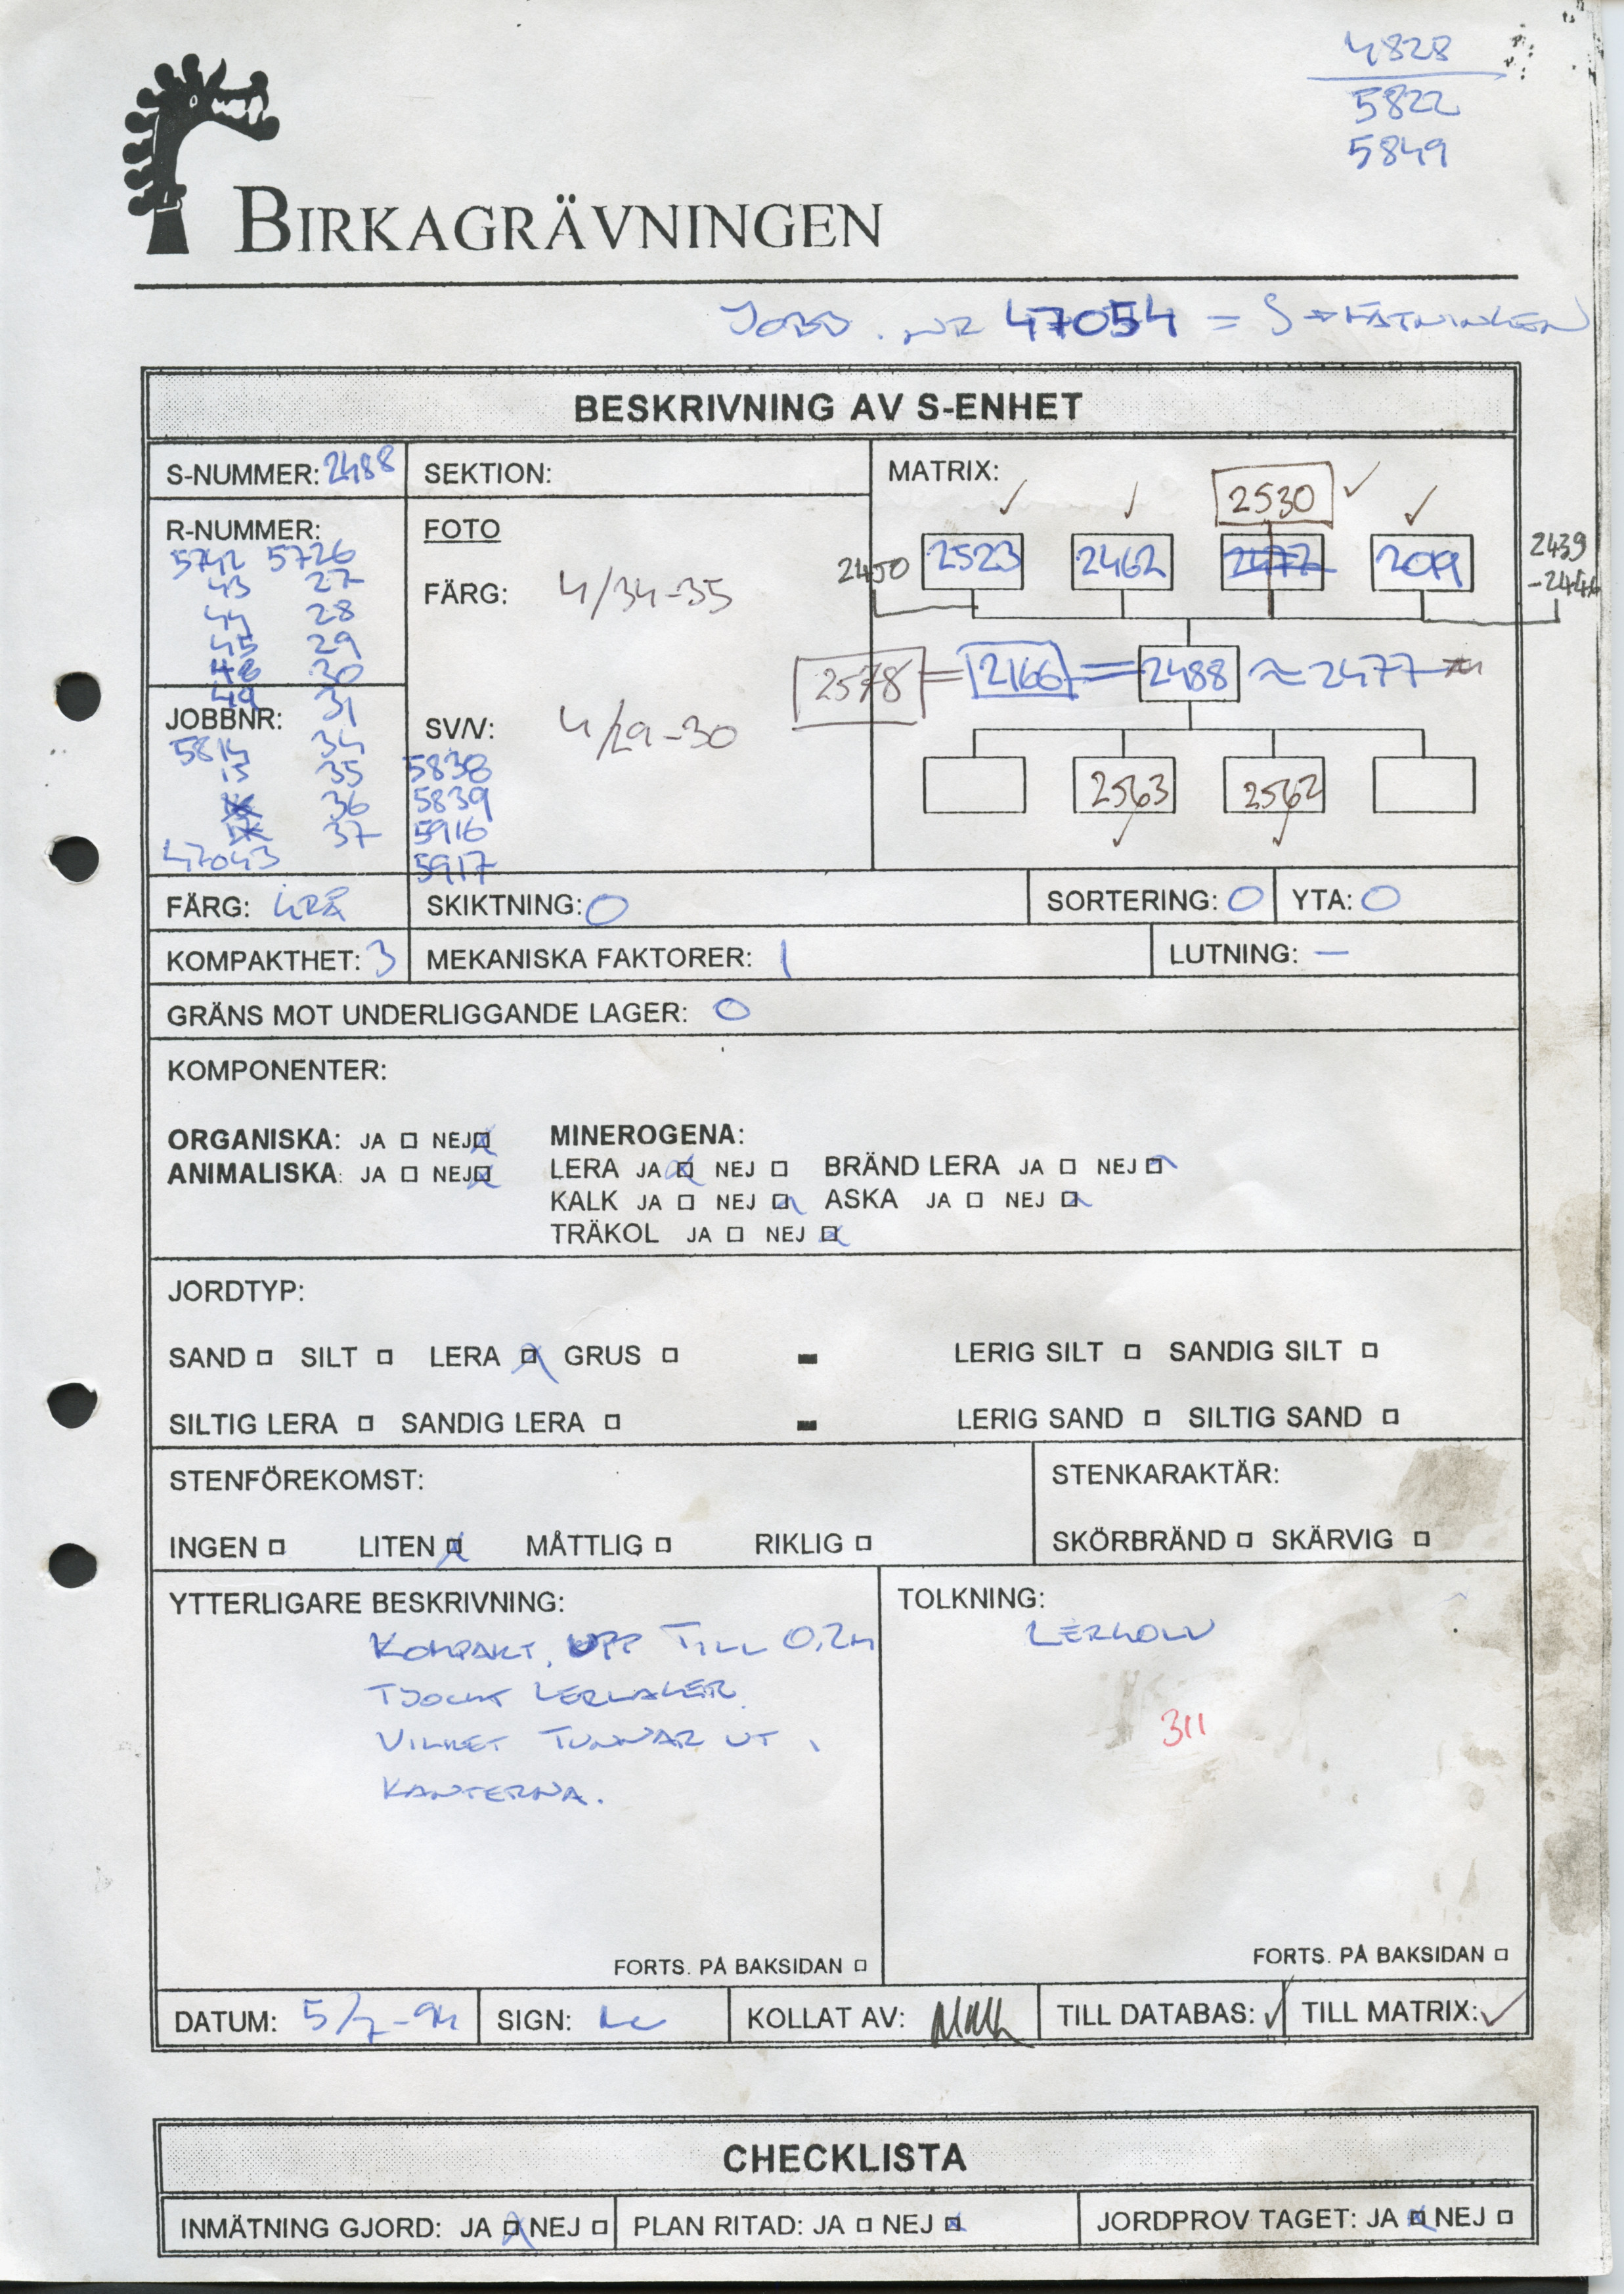 4828
5822
5849
BIRKAGRÄVNINGEN
JOBB. NR 47054 = S
BESKRIVNING AV S-ENHET
S-NUMMER: 2488
SEKTION:
MATRIX:
2530
R-NUMMER:
5742 5726
43 27
44 28
45 29
48 30
49 31
FOTO
FÄRG: 4/34-35
SV/V: 4/29-30
2450 2523 2462 2477 2019 2439
-2444
2578 = 2166 = 2488 ≈ 2477
2563 2562
JOBBNR:
5814 34
15 35
36
37
47043
5838
5839
5916
5917
FÄRG: GRÅ
SKIKTNING: 0
SORTERING: 0
YTA: 0
KOMPAKTHET: 3
MEKANISKA FAKTORER: 1
LUTNING: –
GRÄNS MOT UNDERLIGGANDE LAGER: 0
KOMPONENTER:
ORGANISKA: JA NEJ
MINEROGENA:
ANIMALISKA: JA NEJ
LERA JA NEJ BRÄND LERA JA NEJ
KALK JA NEJ ASKA JA NEJ
TRÄKOL JA NEJ
JORDTYP:
SAND SILT LERA GRUS LERIG SILT SANDIG SILT
SILTIG LERA SANDIG LERA LERIG SAND SILTIG SAND
STENFÖREKOMST:
STENKARAKTÄR:
INGEN LITEN MÅTTLIG RIKLIG
SKÖRBRÄND SKÄRVIG
YTTERLIGARE BESKRIVNING:
KOMPAKT, UPP TILL 0,2M
TJOCKT LERLAGER
VILKET TUNNAR UT I
KANTERNA.
FORTS. PÅ BAKSIDAN
TOLKNING:
LERGOLV
311
FORTS. PÅ BAKSIDAN
DATUM: 5/7-94
SIGN:
KOLLAT AV:
TILL DATABAS: ✓
TILL MATRIX: ✓
CHECKLISTA
INMÄTNING GJORD: JA NEJ
PLAN RITAD: JA NEJ
JORDPROV TAGET: JA NEJ